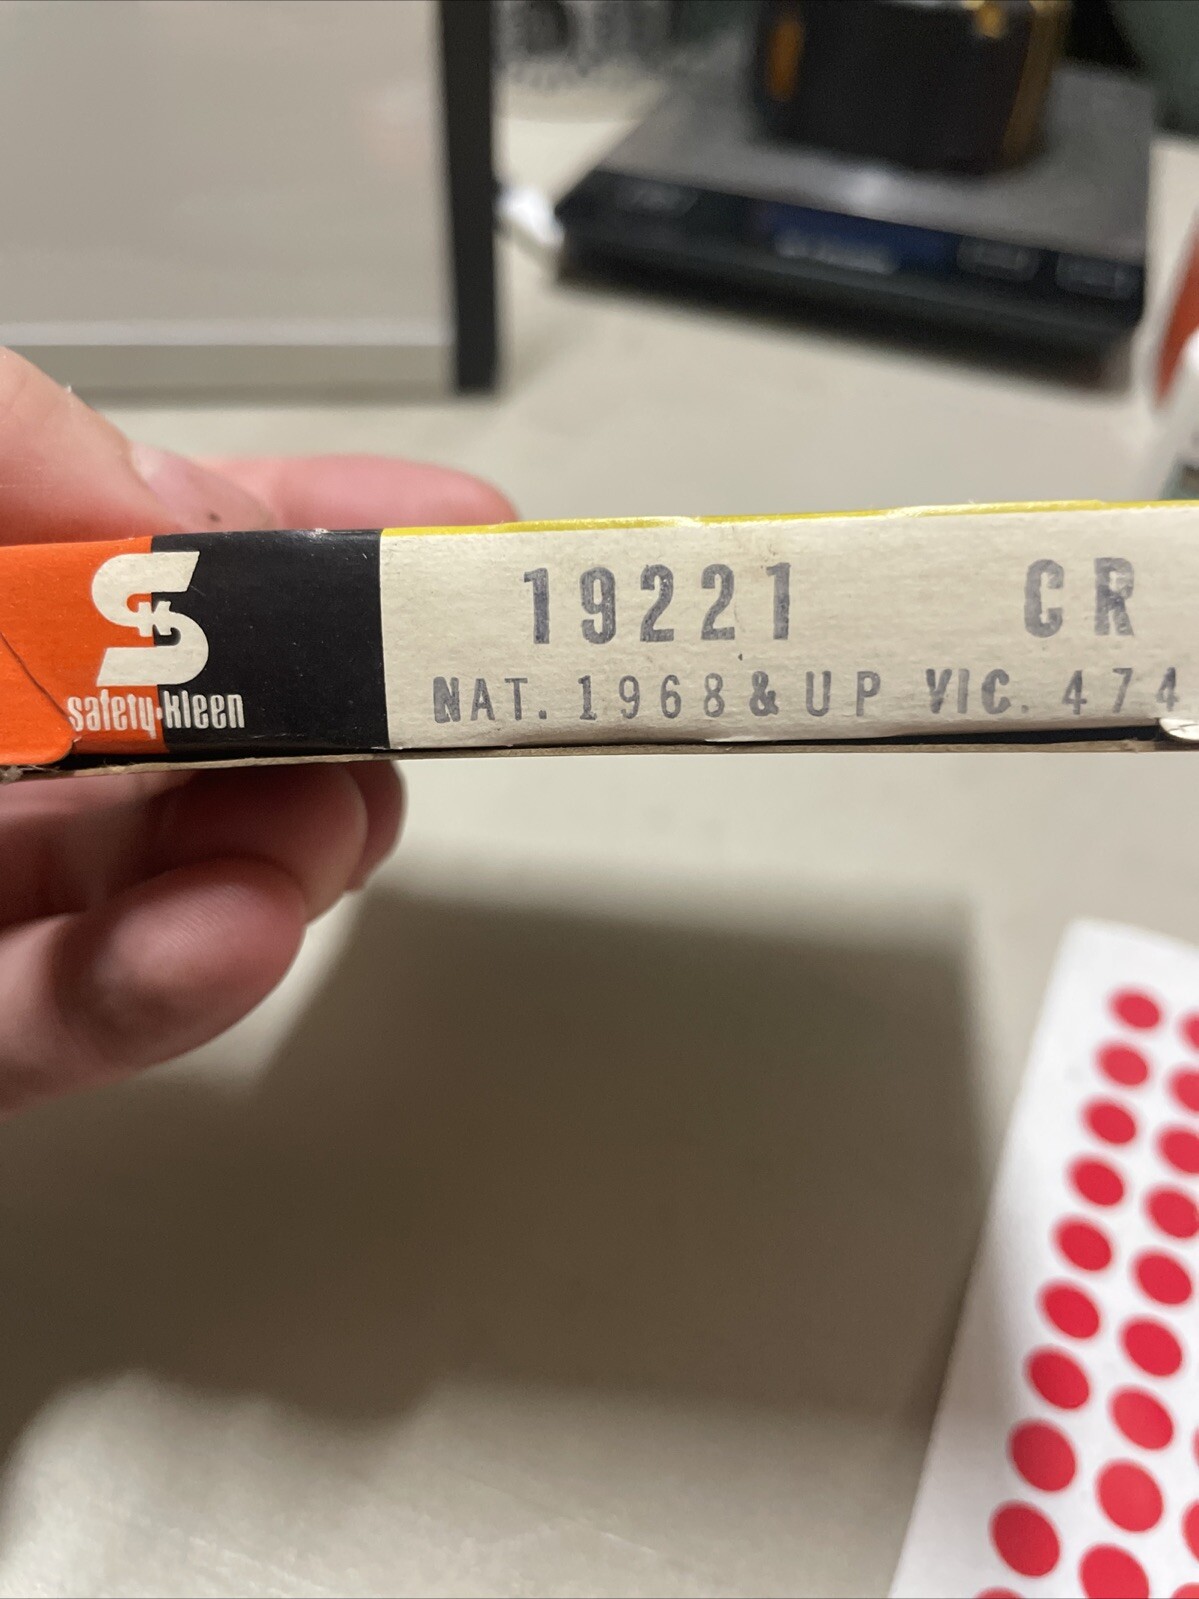 19221 CR
NAT. 1968 & UP VIC. 474
safety-kleen